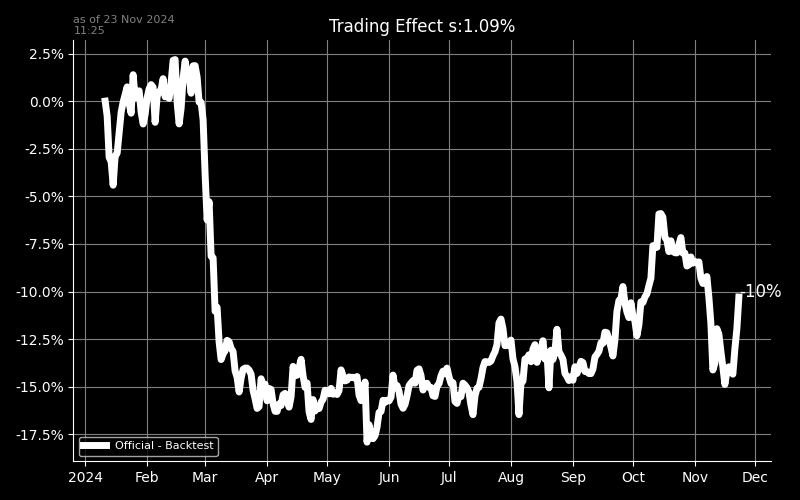 as of 23 Nov 2024
11:25
Trading Effect s:1.09%
2.5%
0.0%
-2.5%
-5.0%
-7.5%
-10.0%
-12.5%
-15.0%
-17.5%
-10%
Official - Backtest
2024 Feb Mar Apr May Jun Jul Aug Sep Oct Nov Dec